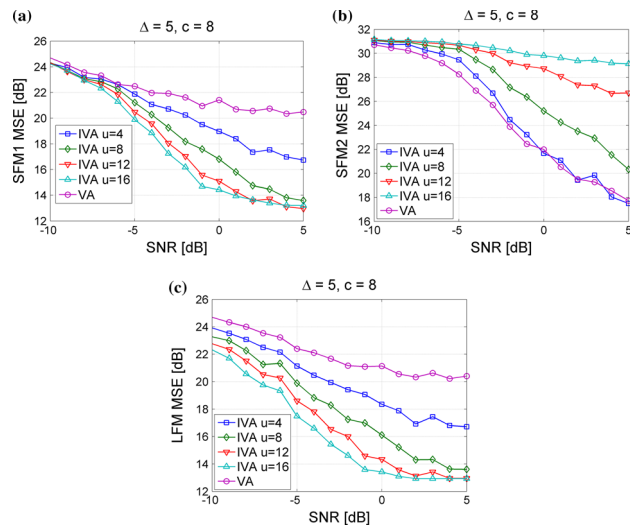 (a)
Δ = 5, c = 8
SFM1 MSE [dB]
26
24
22
20
18
16
14
12
IVA u=4
IVA u=8
IVA u=12
IVA u=16
VA
-10
-5
0
5
SNR [dB]
(b)
Δ = 5, c = 8
SFM2 MSE [dB]
32
30
28
26
24
22
20
18
16
IVA u=4
IVA u=8
IVA u=12
IVA u=16
VA
-10
-5
0
5
SNR [dB]
(c)
Δ = 5, c = 8
LFM MSE [dB]
26
24
22
20
18
16
14
12
IVA u=4
IVA u=8
IVA u=12
IVA u=16
VA
-10
-5
0
5
SNR [dB]